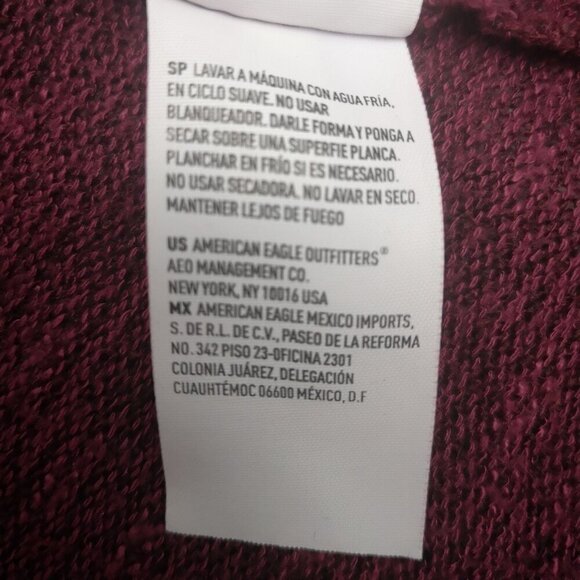 SP LAVAR A MÁQUINA CON AGUA FRÍA,
EN CICLO SUAVE. NO USAR
BLANQUEADOR. DARLE FORMA Y PONGA A
SECAR SOBRE UNA SUPERFIE PLANCA.
PLANCHAR EN FRÍO SI ES NECESARIO.
NO USAR SECADORA. NO LAVAR EN SECO.
MANTENER LEJOS DE FUEGO
US AMERICAN EAGLE OUTFITTERS®
AEO MANAGEMENT CO.
NEW YORK, NY 10016 USA
MX AMERICAN EAGLE MEXICO IMPORTS,
S. DE R.L. DE C.V., PASEO DE LA REFORMA
NO. 342 PISO 23-OFICINA 2301
COLONIA JUÁREZ, DELEGACIÓN
CUAUHTÉMOC 06600 MÉXICO, D.F